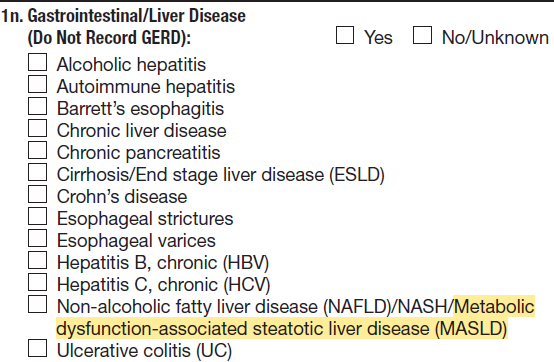 1n. Gastrointestinal/Liver Disease
(Do Not Record GERD): Yes No/Unknown
Alcoholic hepatitis
Autoimmune hepatitis
Barrett's esophagitis
Chronic liver disease
Chronic pancreatitis
Cirrhosis/End stage liver disease (ESLD)
Crohn's disease
Esophageal strictures
Esophageal varices
Hepatitis B, chronic (HBV)
Hepatitis C, chronic (HCV)
Non-alcoholic fatty liver disease (NAFLD)/NASH/Metabolic
dysfunction-associated steatotic liver disease (MASLD)
Ulcerative colitis (UC)